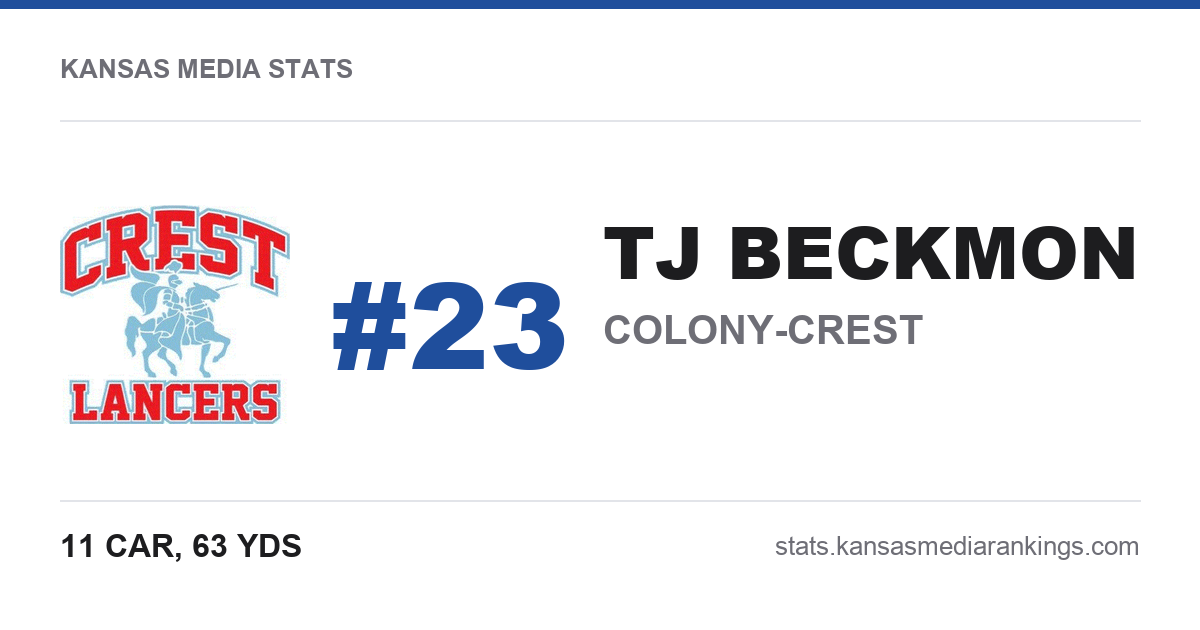 KANSAS MEDIA STATS
CREST
LANCERS
#23
TJ BECKMON
COLONY-CREST
11 CAR, 63 YDS
stats.kansasmediarankings.com